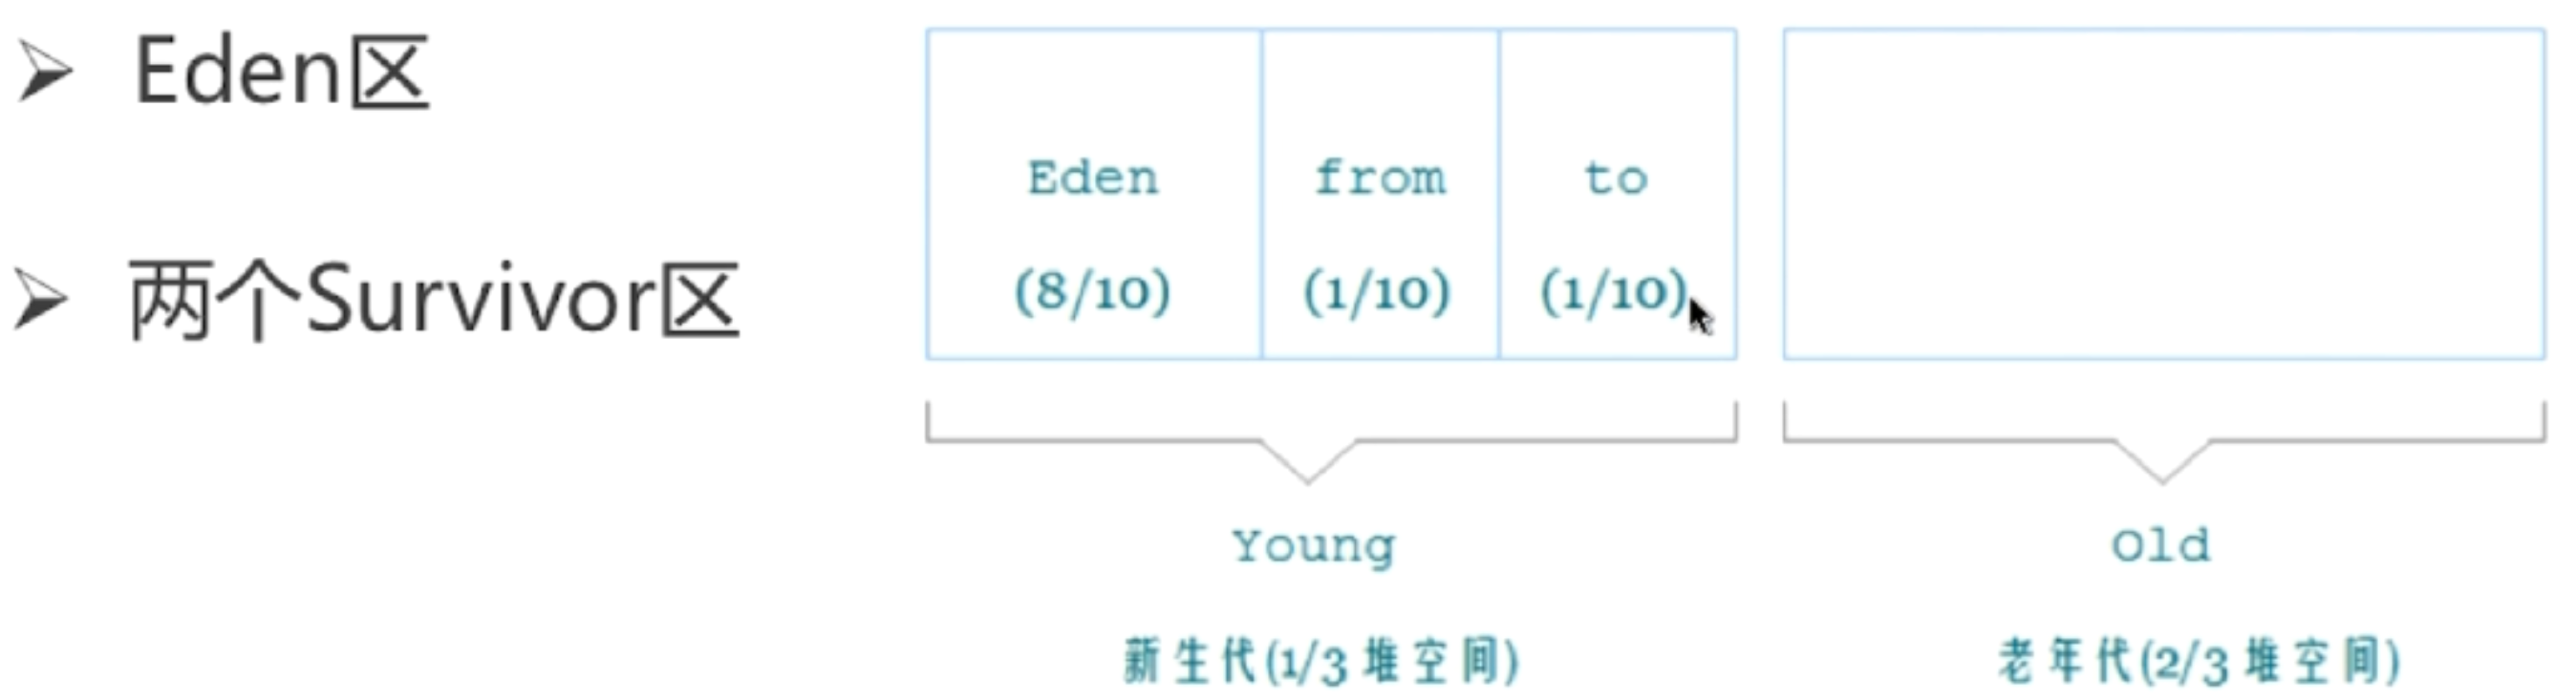 Eden区
两个Survivor区
Eden from to
(8/10) (1/10) (1/10)
Young Old
新生代(1/3 堆空间) 老年代(2/3 堆空间)